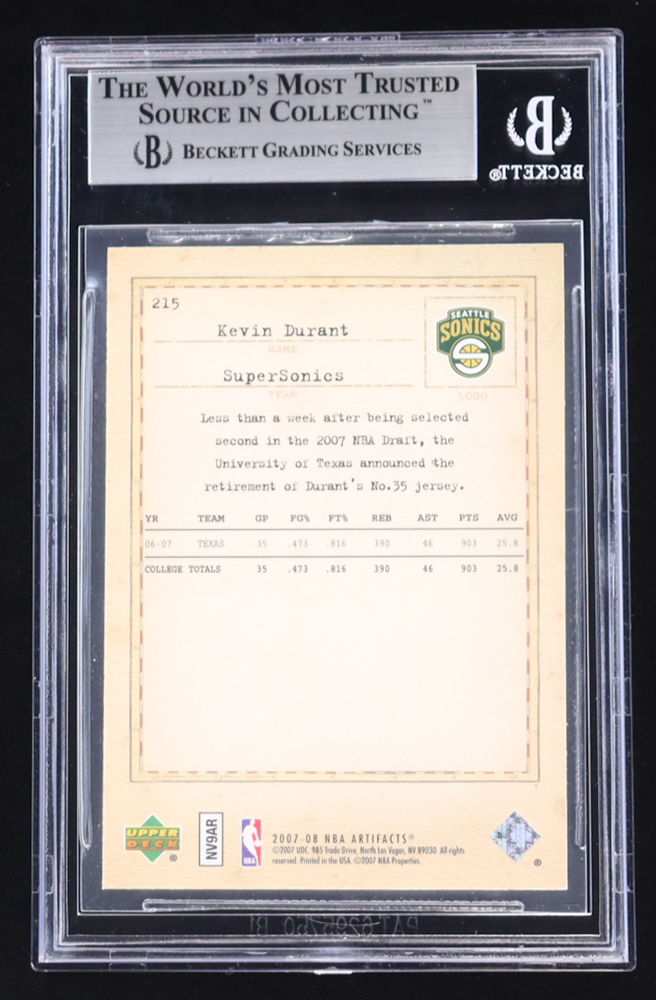 THE WORLD'S MOST TRUSTED
SOURCE IN COLLECTING™
B BECKETT GRADING SERVICES
B
BECKETT®
215
Kevin Durant
NAME
SuperSonics
TEAM
SEATTLE
SONICS
LOGO
Less than a week after being selected
second in the 2007 NBA Draft, the
University of Texas announced the
retirement of Durant's No.35 jersey.
YR TEAM GP FG% FT% REB AST PTS AVG
06-07 TEXAS 35 .473 .816 390 46 903 25.8
COLLEGE TOTALS 35 .473 .816 390 46 903 25.8
UPPER
DECK
®
NV9AR
NBA
2007-08 NBA ARTIFACTS®
©2007 UDC. 985 Trade Drive, North Las Vegas, NV 89030. All rights
reserved. Printed in the USA. ©2007 NBA Properties.
®